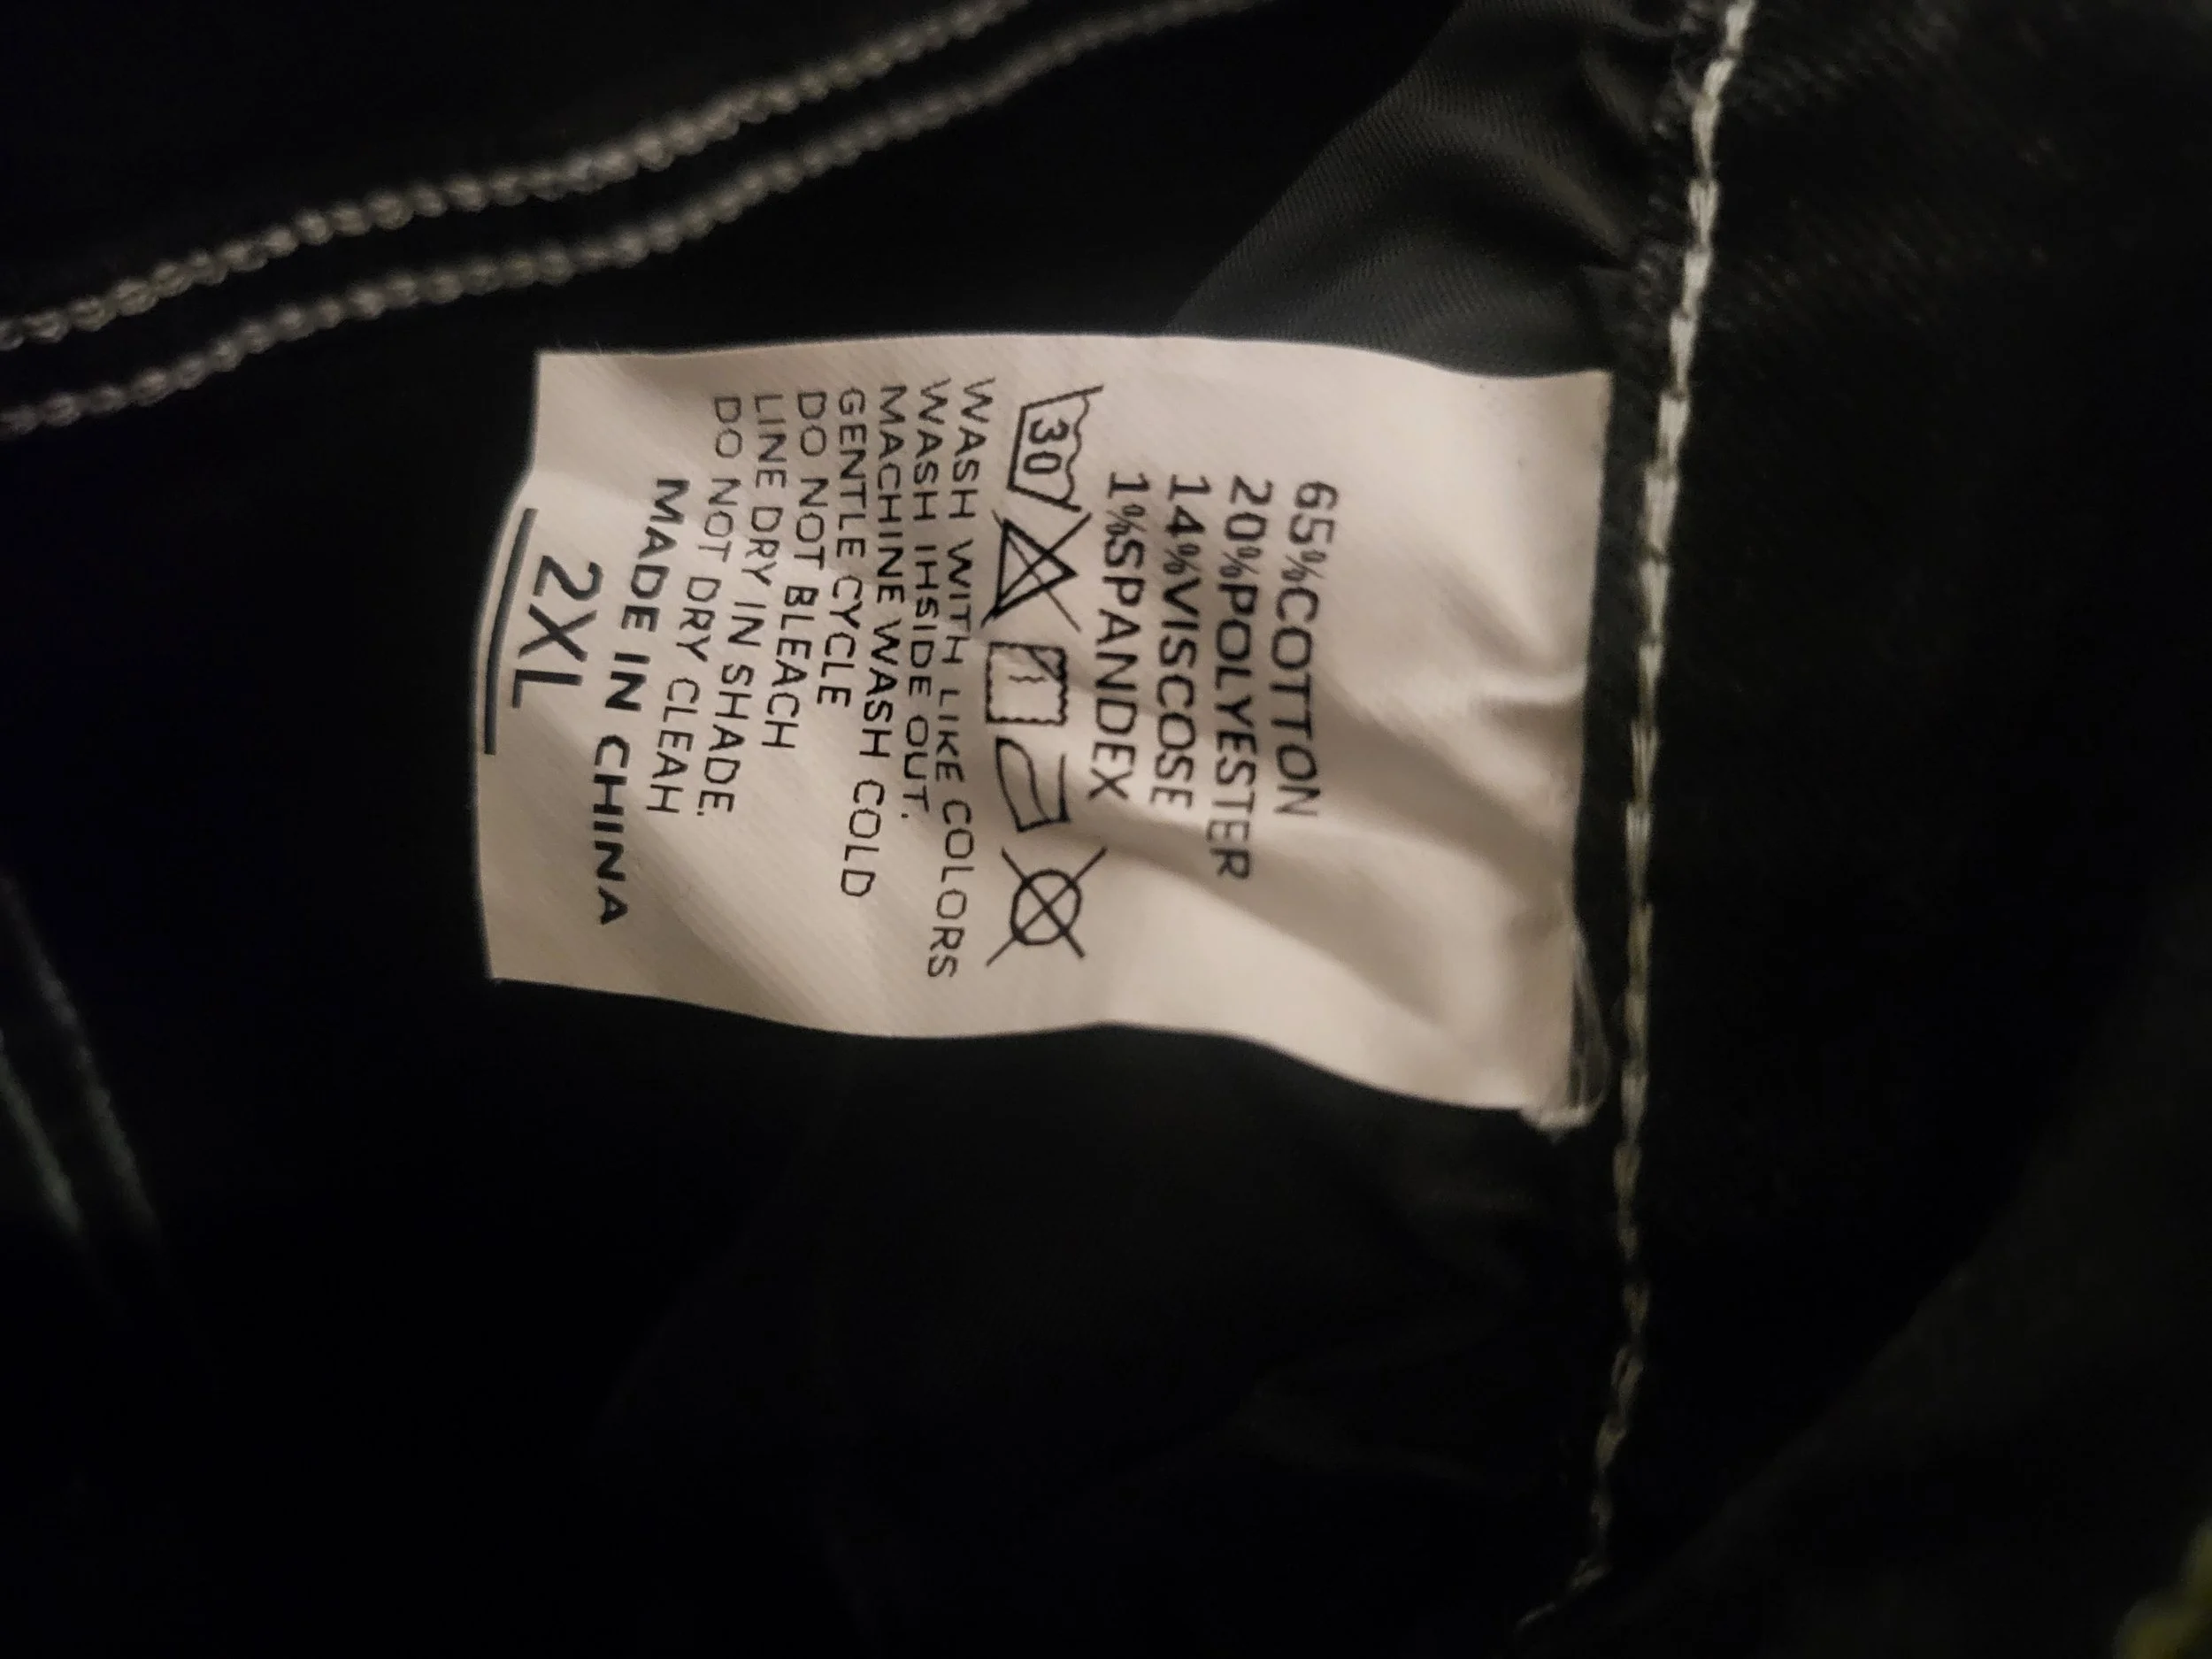 65%COTTON
20%POLYESTER
14%VISCOSE
1%SPANDEX
30
WASH WITH LIKE COLORS
WASH IHSIDE OUT.
MACHINE WASH COLD
GENTLE CYCLE
DO NOT BLEACH
LINE DRY IN SHADE.
DO NOT DRY CLEAH
MADE IN CHINA
2XL